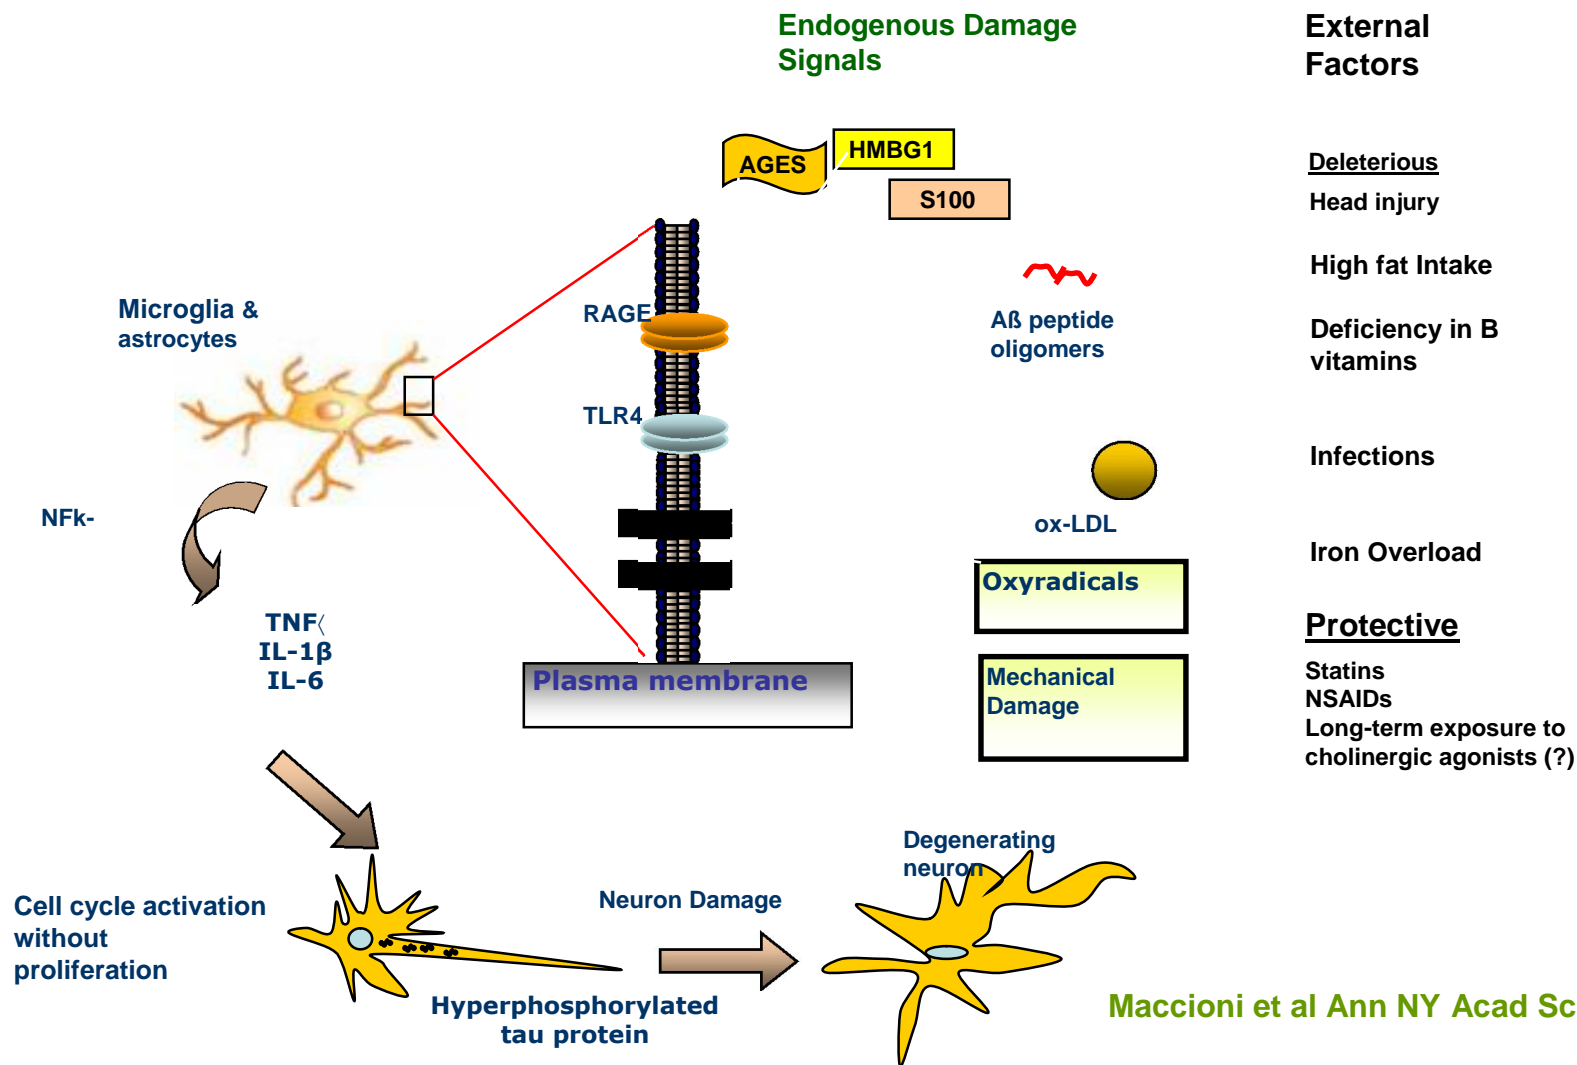 Endogenous Damage
Signals
External
Factors
AGES
HMBG1
S100
Deleterious
Head injury
High fat Intake
Deficiency in B
vitamins
Infections
Iron Overload
Protective
Statins
NSAIDs
Long-term exposure to
cholinergic agonists (?)
Microglia &
astrocytes
RAGE
TLR4
Aß peptide
oligomers
ox-LDL
Oxyradicals
Mechanical
Damage
Plasma membrane
NFk-
TNF〈
IL-1β
IL-6
Cell cycle activation
without
proliferation
Hyperphosphorylated
tau protein
Neuron Damage
Degenerating
neuron
Maccioni et al Ann NY Acad Sc